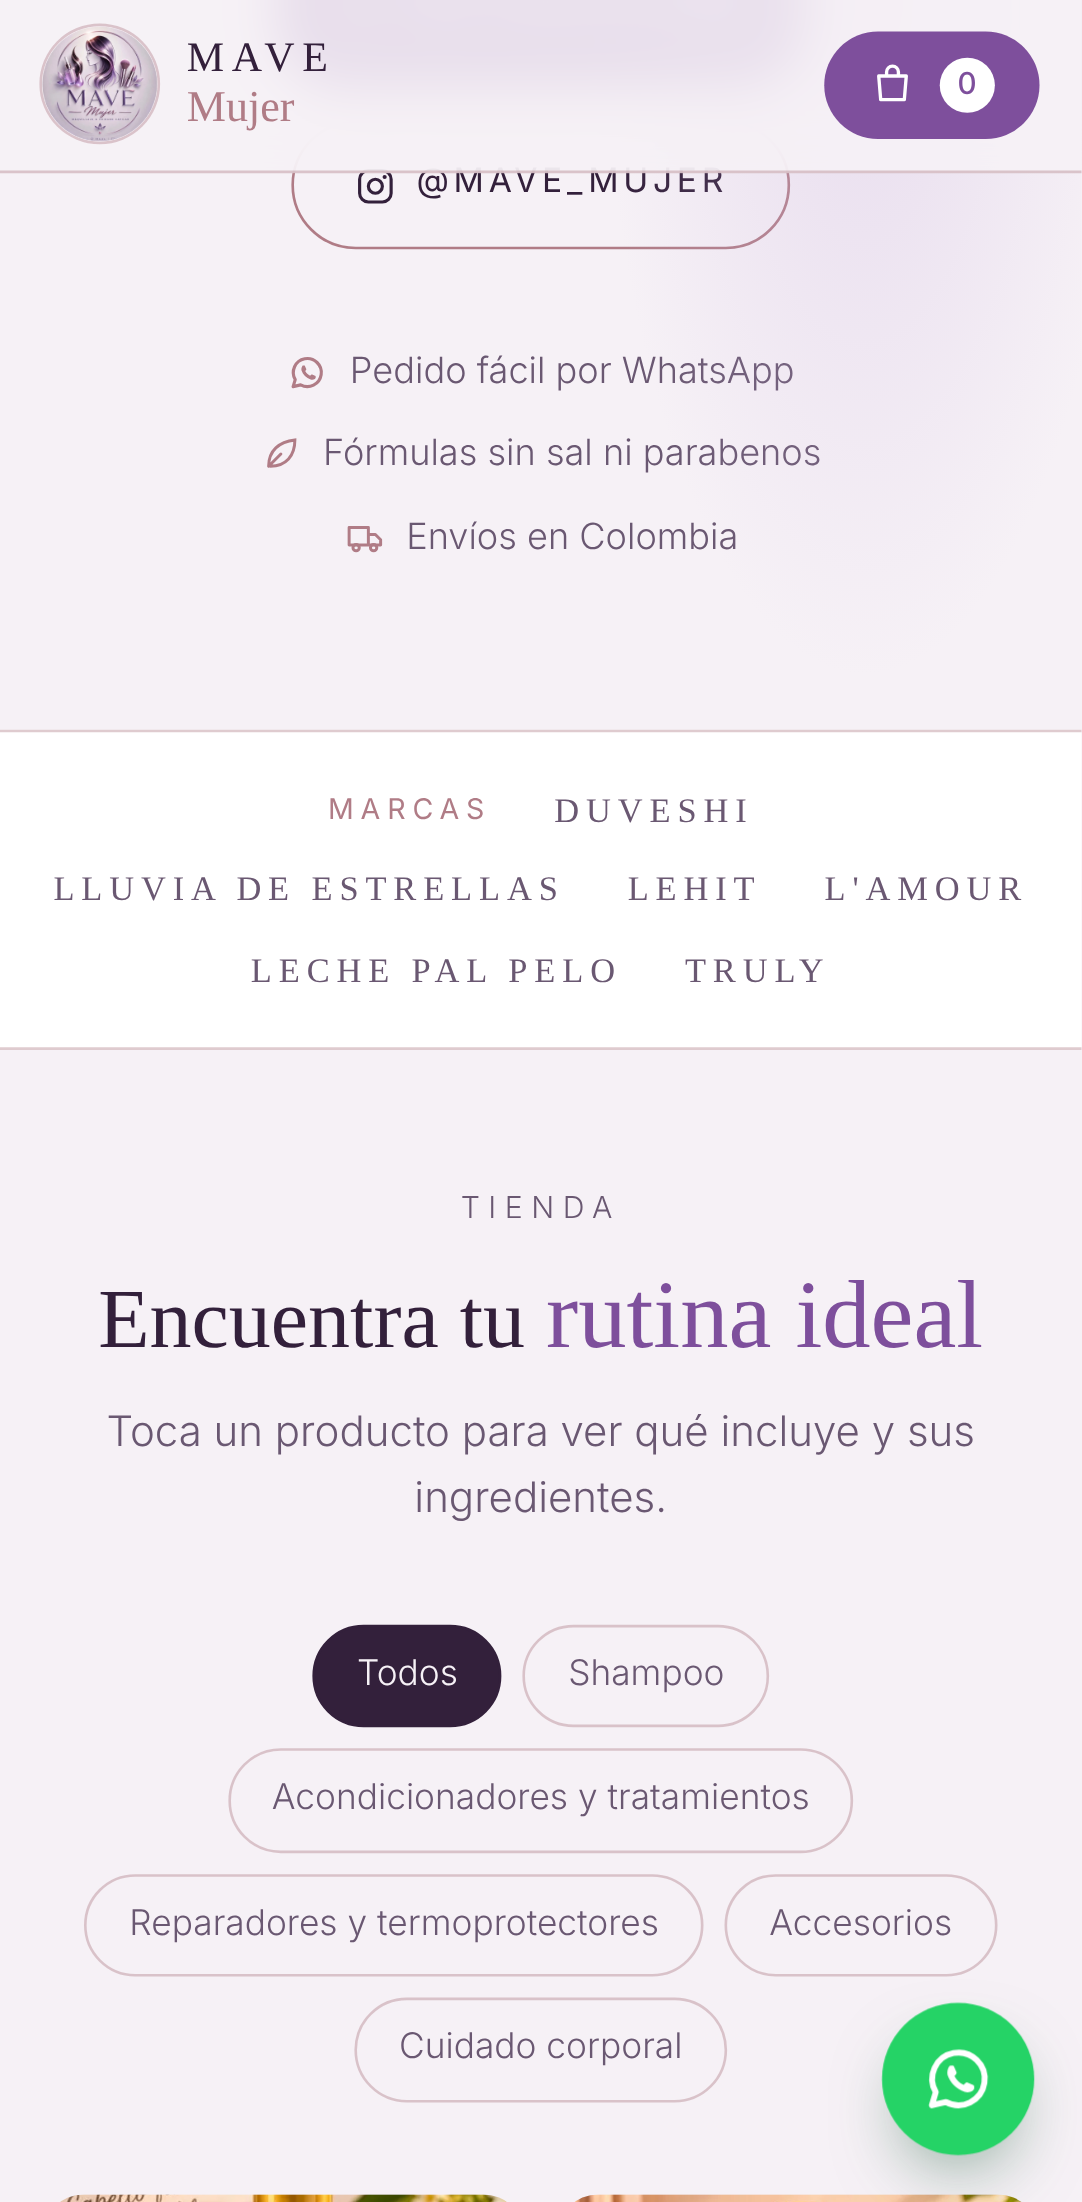 MAVE
Mujer
MAVE
Mujer
0
@MAVE_MUJER
Pedido fácil por WhatsApp
Fórmulas sin sal ni parabenos
Envíos en Colombia
MARCAS DUVESHI
LLUVIA DE ESTRELLAS LEHIT L'AMOUR
LECHE PAL PELO TRULY
TIENDA
Encuentra tu rutina ideal
Toca un producto para ver qué incluye y sus
ingredientes.
Todos Shampoo
Acondicionadores y tratamientos
Reparadores y termoprotectores Accesorios
Cuidado corporal